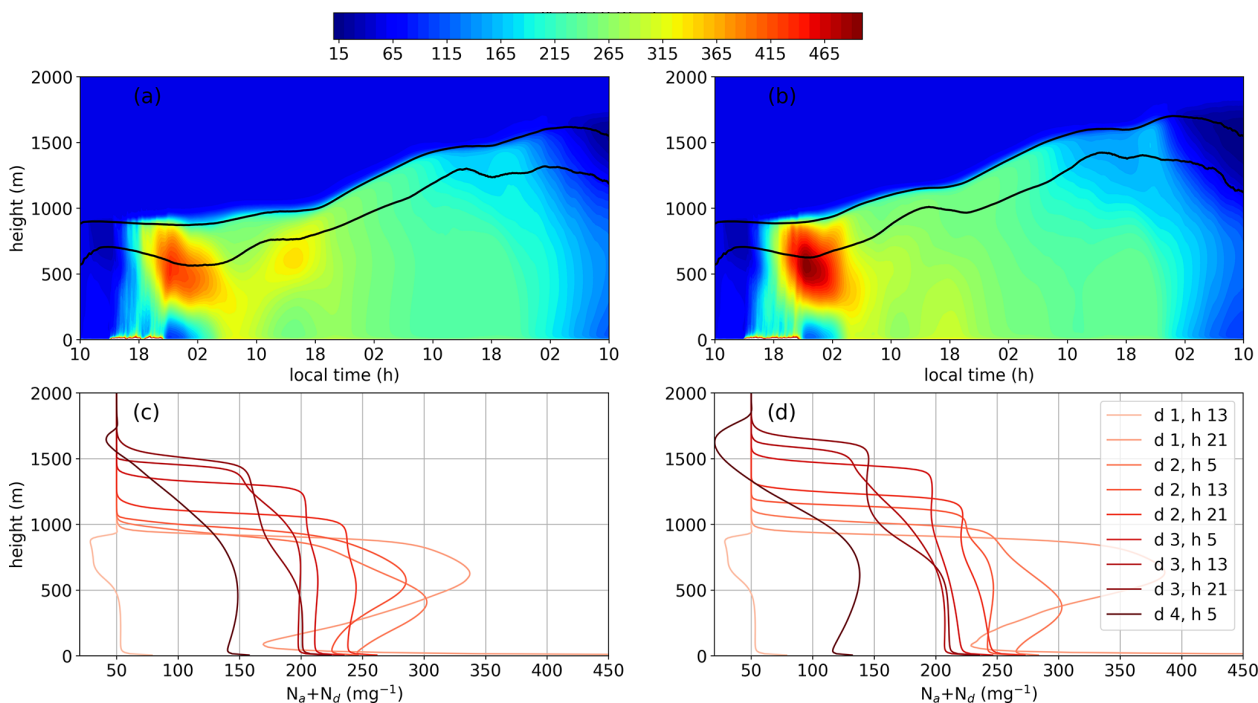 15 65 115 165 215 265 315 365 415 465
(a)
height (m)
2000
1500
1000
500
0
10 18 02 10 18 02 10 18 02 10
local time (h)
(b)
2000
1500
1000
500
0
10 18 02 10 18 02 10 18 02 10
local time (h)
(c)
height (m)
2000
1500
1000
500
0
50 100 150 200 250 300 350 400 450
Nₐ+N_d (mg⁻¹)
(d)
2000
1500
1000
500
0
50 100 150 200 250 300 350 400 450
Nₐ+N_d (mg⁻¹)
d 1, h 13
d 1, h 21
d 2, h 5
d 2, h 13
d 2, h 21
d 3, h 5
d 3, h 13
d 3, h 21
d 4, h 5